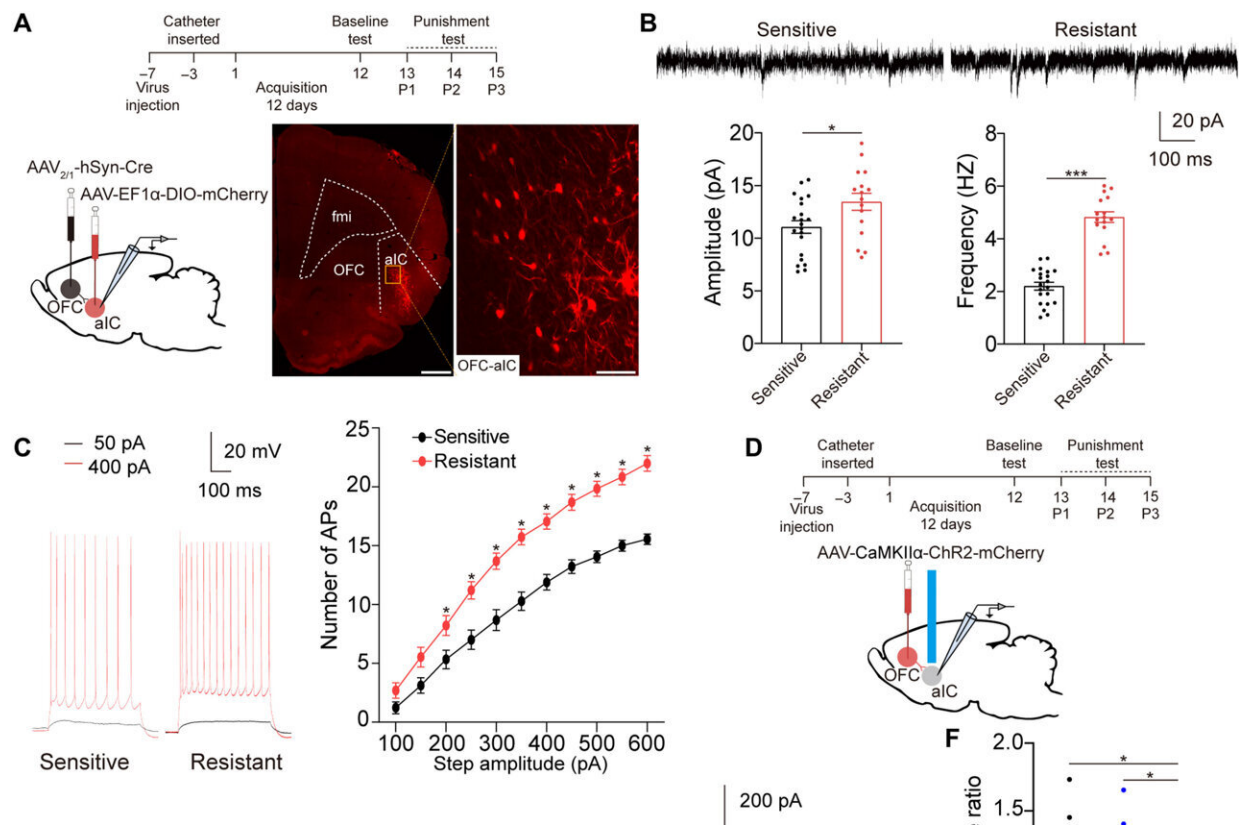 A
Catheter
inserted
Baseline
test
Punishment
test
−7
−3
1
12
13
14
15
Virus
injection
Acquisition
12 days
P1
P2
P3
AAV2/1-hSyn-Cre
AAV-EF1α-DIO-mCherry
OFC
aIC
fmi
OFC
aIC
OFC-aIC
B
Sensitive
Resistant
20 pA
100 ms
Amplitude (pA)
20
15
10
5
0
*
Sensitive
Resistant
Frequency (HZ)
8
6
4
2
0
***
Sensitive
Resistant
C
50 pA
400 pA
20 mV
100 ms
Sensitive
Resistant
Number of APs
25
20
15
10
5
0
Sensitive
Resistant
* * * * * * * * *
100 200 300 400 500 600
Step amplitude (pA)
D
Catheter
inserted
Baseline
test
Punishment
test
−7
−3
1
12
13
14
15
Virus
injection
Acquisition
12 days
P1
P2
P3
AAV-CaMKIIα-ChR2-mCherry
OFC
aIC
200 pA
F
2.0
1.5
ratio
*
*